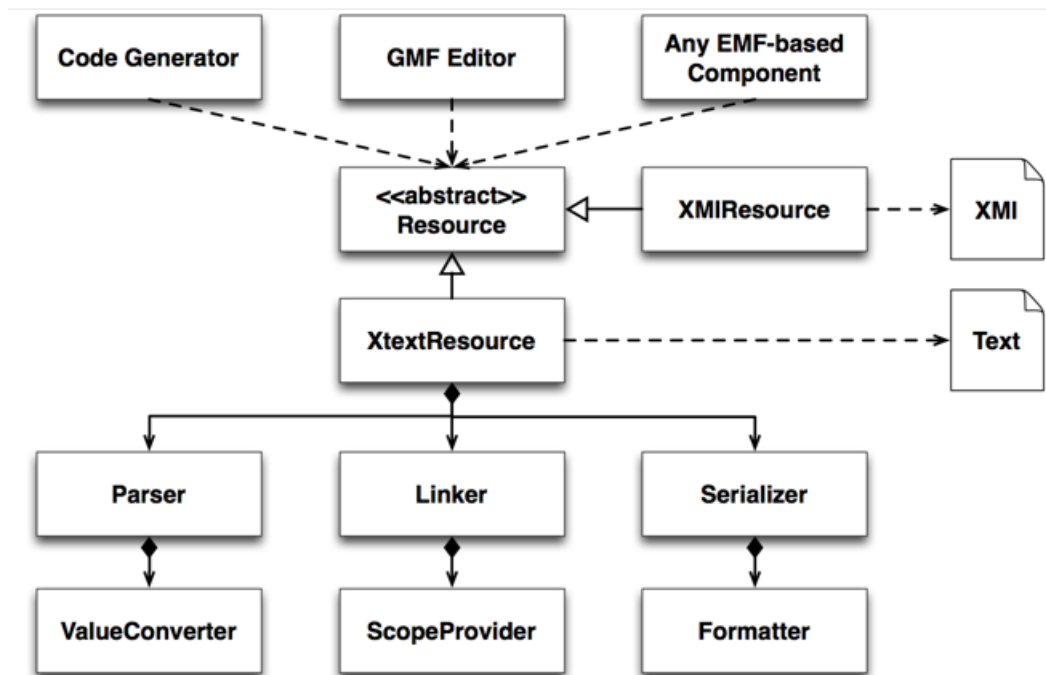 Code Generator
GMF Editor
Any EMF-based
Component
<<abstract>>
Resource
XMIResource
XMI
XtextResource
Text
Parser
Linker
Serializer
ValueConverter
ScopeProvider
Formatter